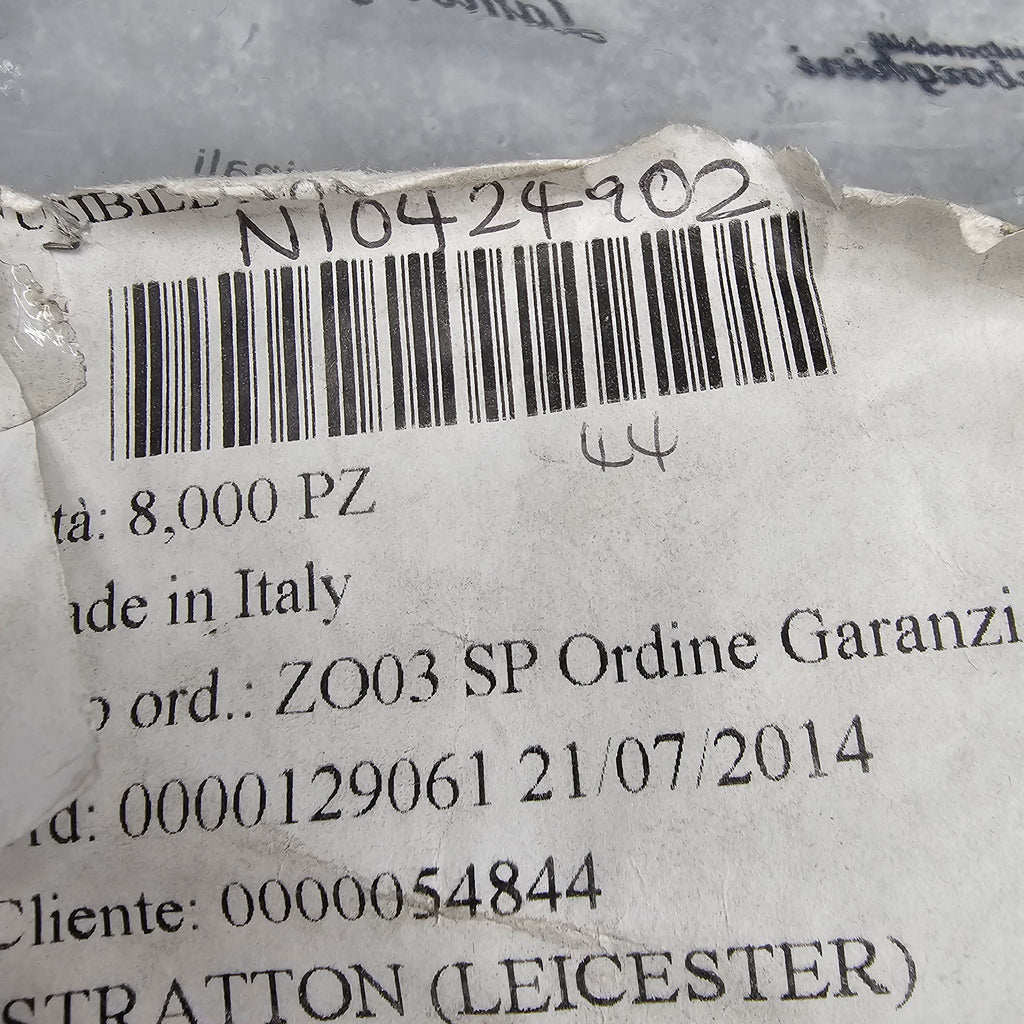 N10424902
44
tà: 8,000 PZ
ade in Italy
o ord.: ZO03 SP Ordine Garanzi
rd: 0000129061 21/07/2014
Cliente: 0000054844
STRATTON (LEICESTER)